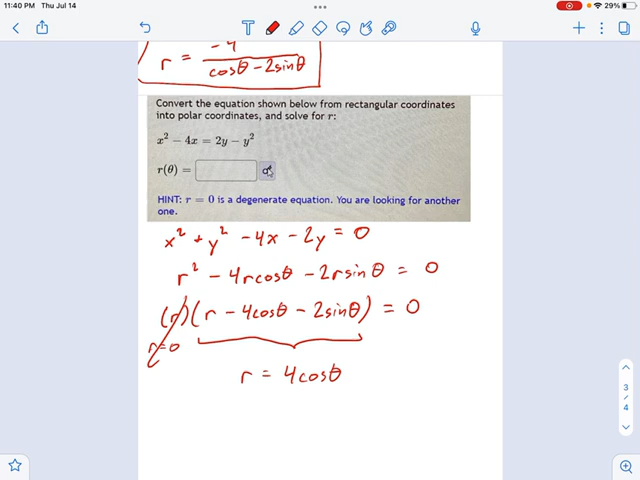 11:40 PM Thu Jul 14
29%
r = -4 / cosθ - 2sinθ
Convert the equation shown below from rectangular coordinates
into polar coordinates, and solve for r:
x² - 4x = 2y - y²
r(θ) =
HINT: r = 0 is a degenerate equation. You are looking for another
one.
x² + y² - 4x - 2y = 0
r² - 4rcosθ - 2rsinθ = 0
(r)(r - 4cosθ - 2sinθ) = 0
r=0
r = 4cosθ
3
/
4